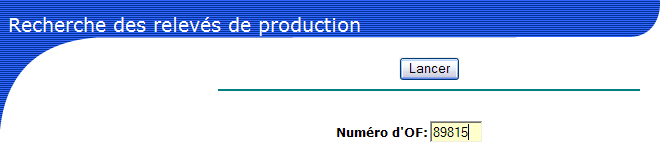 Recherche des relevés de production
Lancer
Numéro d'OF: 89815